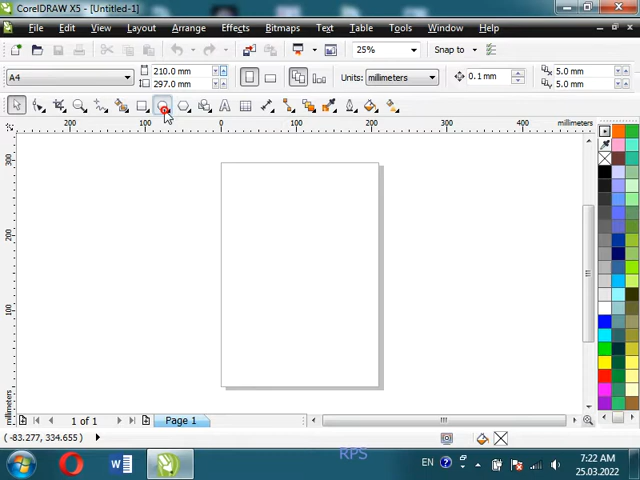 CorelDRAW X5 - [Untitled-1]
File Edit View Layout Arrange Effects Bitmaps Text Table Tools Window Help
25% Snap to
A4 210.0 mm 297.0 mm Units: millimeters 0.1 mm 5.0 mm 5.0 mm
200 100 0 100 200 300 400 millimeters
300
200
100
millimeters
1 of 1 Page 1
(-83.277, 334.655)
RPS
EN 7:22 AM
25.03.2022